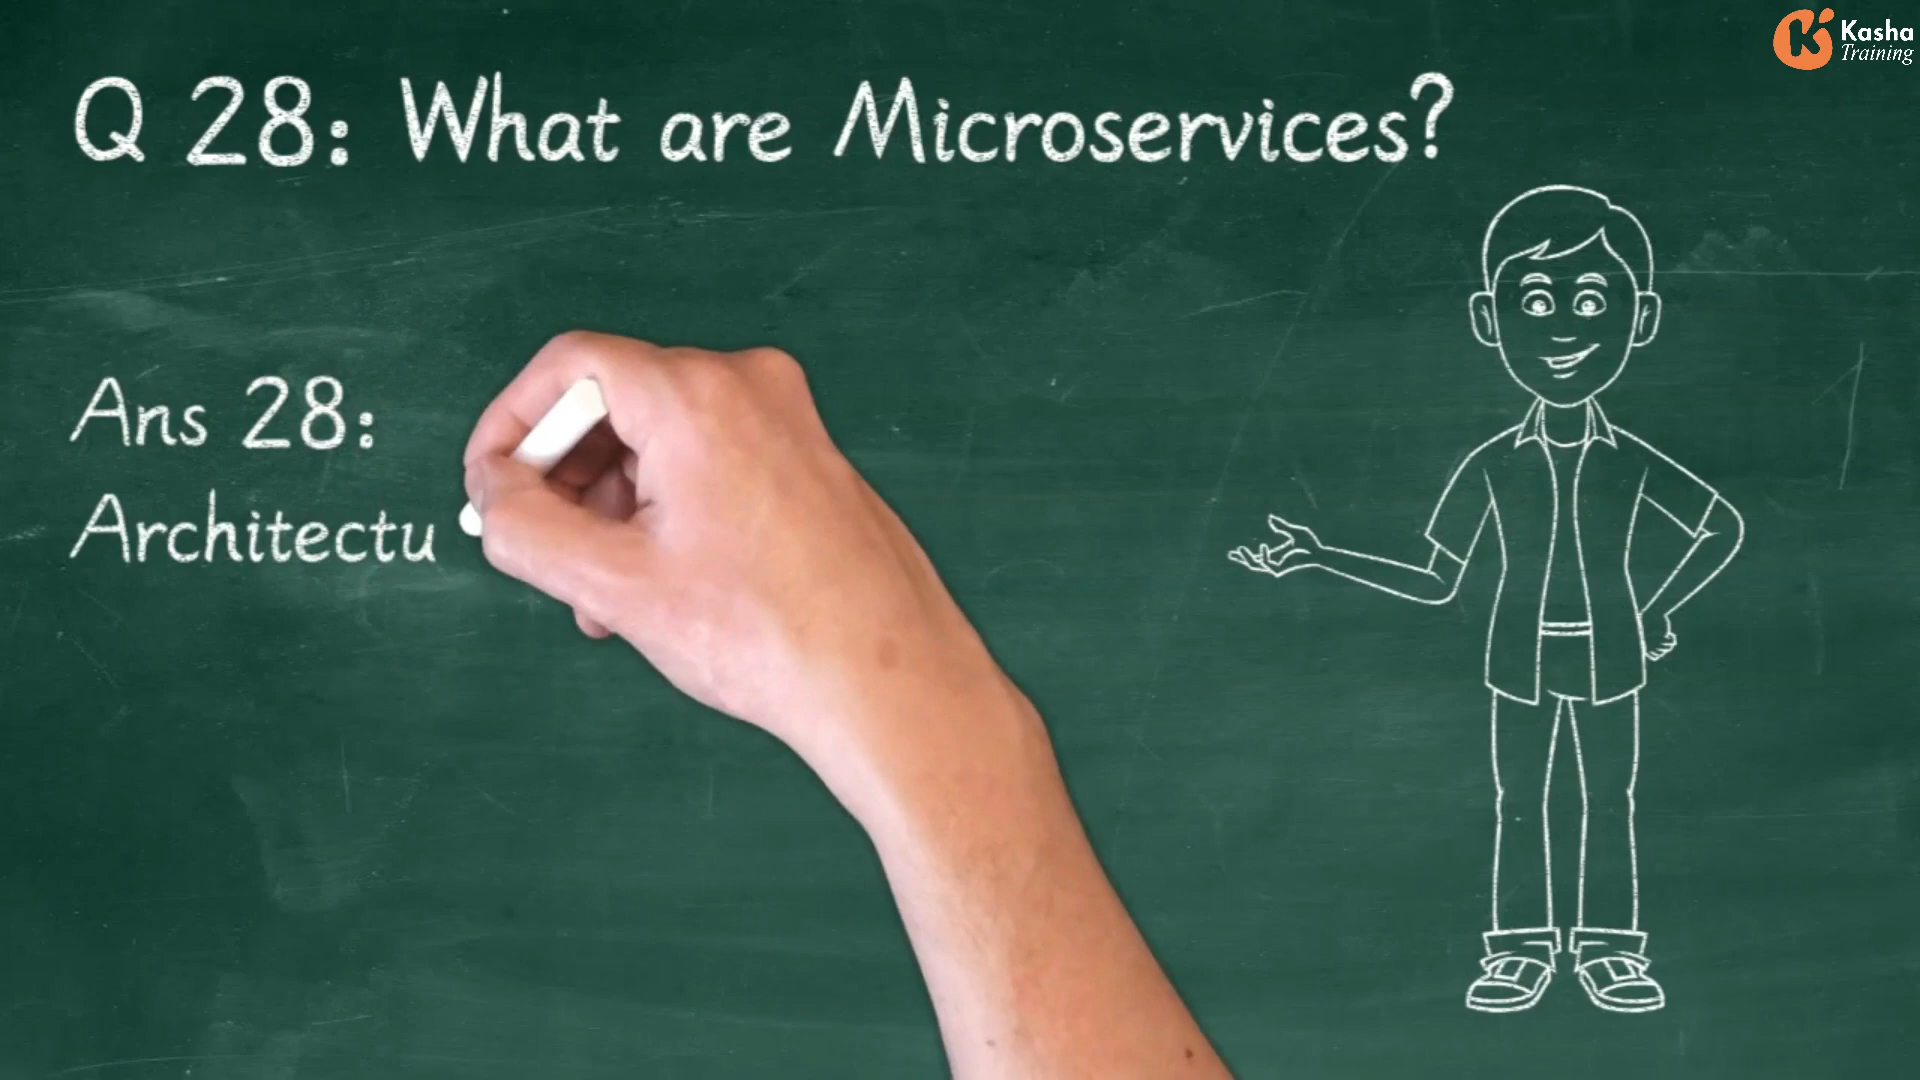 Kasha
Training
Q 28: What are Microservices?
Ans 28:
Architectu